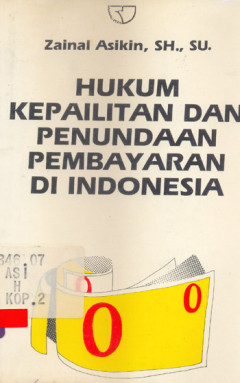 Zainal Asikin, SH., SU.
HUKUM
KEPAILITAN DAN
PENUNDAAN
PEMBAYARAN
DI INDONESIA
346.07
ASI
H
KOP.2
0
0